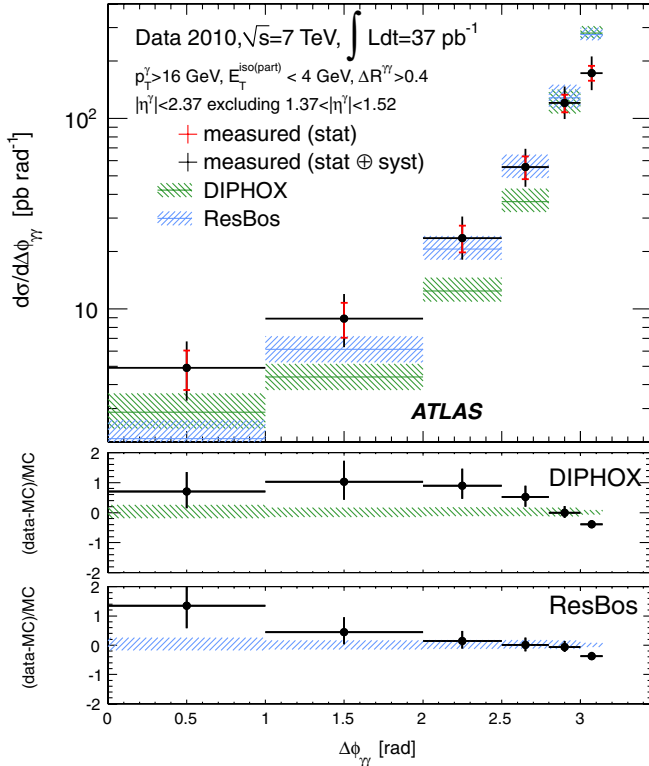 Data 2010, √s=7 TeV, ∫ Ldt=37 pb⁻¹
p_T^γ>16 GeV, E_T^iso(part) < 4 GeV, ΔR^γγ>0.4
|η^γ|<2.37 excluding 1.37<|η^γ|<1.52
measured (stat)
measured (stat ⊕ syst)
DIPHOX
ResBos
dσ/dΔϕ_γγ [pb rad⁻¹]
10²
10
ATLAS
(data-MC)/MC
2
1
0
-1
-2
DIPHOX
(data-MC)/MC
2
1
0
-1
-2
ResBos
0 0.5 1 1.5 2 2.5 3
Δϕ_γγ [rad]